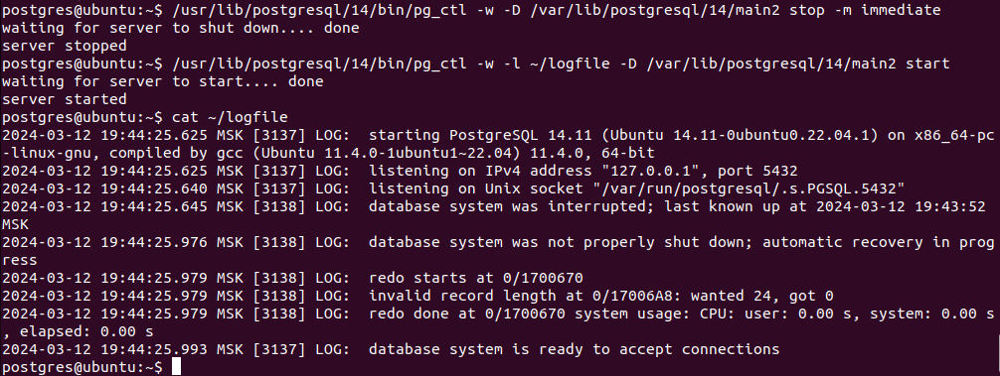 postgres@ubuntu:~$ /usr/lib/postgresql/14/bin/pg_ctl -w -D /var/lib/postgresql/14/main2 stop -m immediate
waiting for server to shut down.... done
server stopped
postgres@ubuntu:~$ /usr/lib/postgresql/14/bin/pg_ctl -w -l ~/logfile -D /var/lib/postgresql/14/main2 start
waiting for server to start.... done
server started
postgres@ubuntu:~$ cat ~/logfile
2024-03-12 19:44:25.625 MSK [3137] LOG:  starting PostgreSQL 14.11 (Ubuntu 14.11-0ubuntu0.22.04.1) on x86_64-pc
-linux-gnu, compiled by gcc (Ubuntu 11.4.0-1ubuntu1~22.04) 11.4.0, 64-bit
2024-03-12 19:44:25.625 MSK [3137] LOG:  listening on IPv4 address "127.0.0.1", port 5432
2024-03-12 19:44:25.640 MSK [3137] LOG:  listening on Unix socket "/var/run/postgresql/.s.PGSQL.5432"
2024-03-12 19:44:25.645 MSK [3138] LOG:  database system was interrupted; last known up at 2024-03-12 19:43:52
MSK
2024-03-12 19:44:25.976 MSK [3138] LOG:  database system was not properly shut down; automatic recovery in prog
ress
2024-03-12 19:44:25.979 MSK [3138] LOG:  redo starts at 0/1700670
2024-03-12 19:44:25.979 MSK [3138] LOG:  invalid record length at 0/17006A8: wanted 24, got 0
2024-03-12 19:44:25.979 MSK [3138] LOG:  redo done at 0/1700670 system usage: CPU: user: 0.00 s, system: 0.00 s
, elapsed: 0.00 s
2024-03-12 19:44:25.993 MSK [3137] LOG:  database system is ready to accept connections
postgres@ubuntu:~$